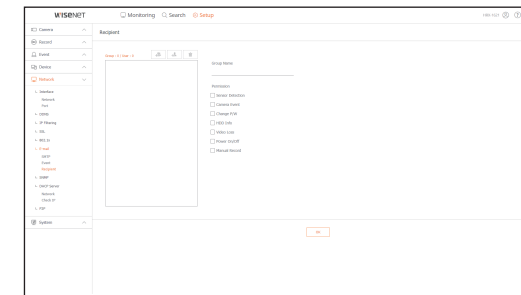 WISENET
Monitoring Search Setup
Camera
Record
Event
Device
Network
Interface
Network
Port
DDNS
IP Filtering
SSL
802.1x
E-mail
SMTP
Event
Recipient
SNMP
DHCP Server
Network
Check IP
P2P
System
Recipient
Group Name
Permission
Sensor Detection
Camera Event
Change P/W
HDD Info
Video Loss
Power On/Off
Manual Record
OK